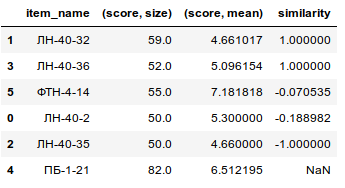 item_name (score, size) (score, mean) similarity
1 ЛН-40-32 59.0 4.661017 1.000000
3 ЛН-40-36 52.0 5.096154 1.000000
5 ФТН-4-14 55.0 7.181818 -0.070535
0 ЛН-40-2 50.0 5.300000 -0.188982
2 ЛН-40-35 50.0 4.660000 -1.000000
4 ПБ-1-21 82.0 6.512195 NaN